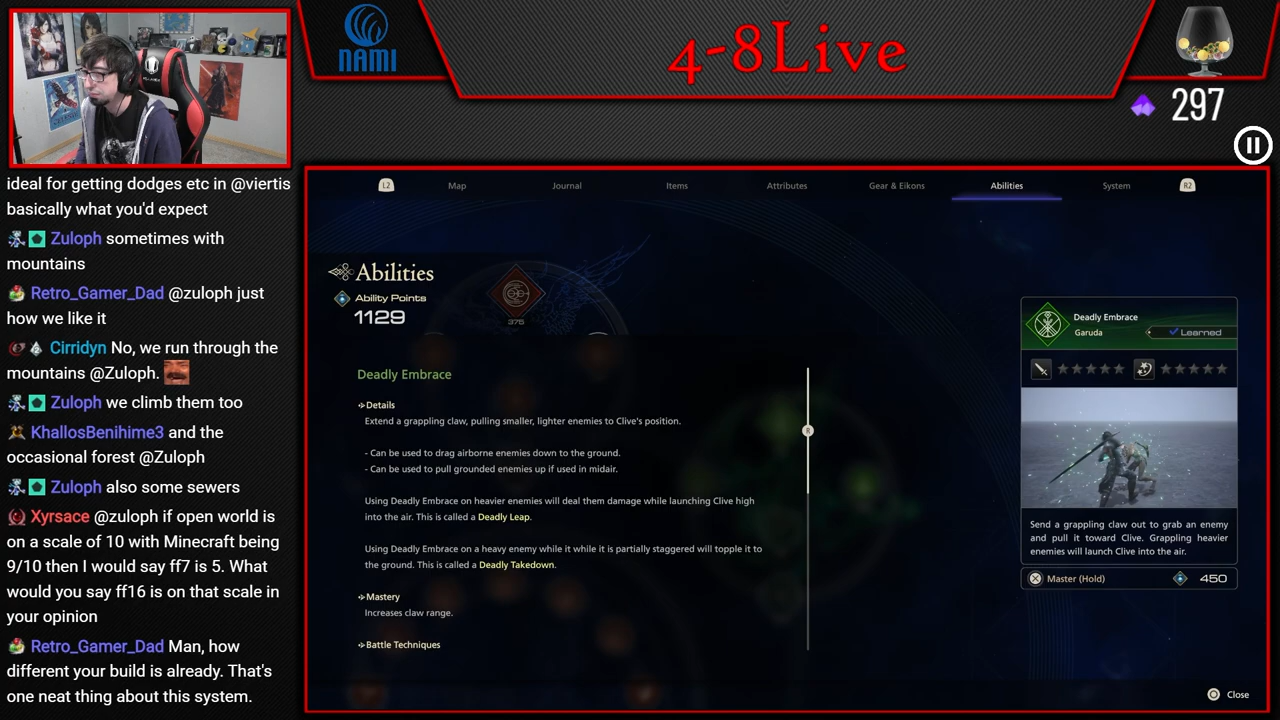 NAMI
4-8Live
297
ideal for getting dodges etc in @viertis
basically what you'd expect
Zuloph sometimes with
mountains
Retro_Gamer_Dad @zuloph just
how we like it
Cirridyn No, we run through the
mountains @Zuloph.
Zuloph we climb them too
KhallosBenihime3 and the
occasional forest @Zuloph
Zuloph also some sewers
Xyrsace @zuloph if open world is
on a scale of 10 with Minecraft being
9/10 then I would say ff7 is 5. What
would you say ff16 is on that scale in
your opinion
Retro_Gamer_Dad Man, how
different your build is already. That's
one neat thing about this system.
L2 Map Journal Items Attributes Gear & Eikons Abilities System R2
Abilities
Ability Points
1129
375
Deadly Embrace
Details
Extend a grappling claw, pulling smaller, lighter enemies to Clive's position.
- Can be used to drag airborne enemies down to the ground.
- Can be used to pull grounded enemies up if used in midair.
Using Deadly Embrace on heavier enemies will deal them damage while launching Clive high
into the air. This is called a Deadly Leap.
Using Deadly Embrace on a heavy enemy while it while it is partially staggered will topple it to
the ground. This is called a Deadly Takedown.
Mastery
Increases claw range.
Battle Techniques
R
Deadly Embrace
Garuda
Learned
Send a grappling claw out to grab an enemy
and pull it toward Clive. Grappling heavier
enemies will launch Clive into the air.
Master (Hold) 450
Close